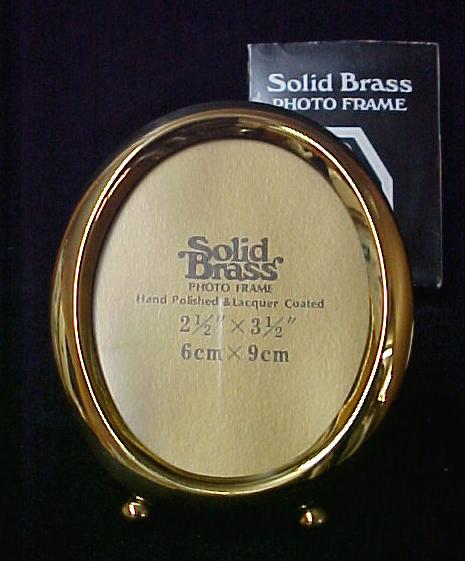 Solid Brass
PHOTO FRAME
Solid
Brass
PHOTO FRAME
Hand Polished & Lacquer Coated
2½" × 3½"
6cm × 9cm